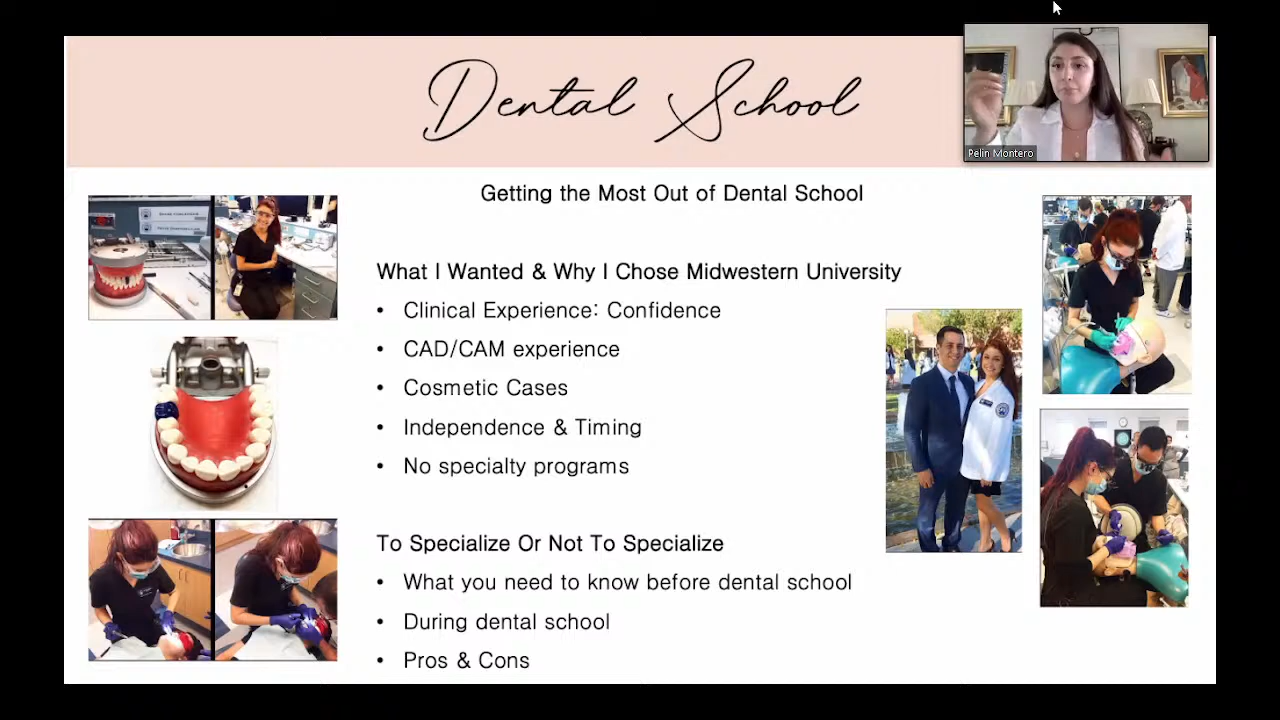 Dental School
Pelin Montero
Getting the Most Out of Dental School
What I Wanted & Why I Chose Midwestern University
• Clinical Experience: Confidence
• CAD/CAM experience
• Cosmetic Cases
• Independence & Timing
• No specialty programs
To Specialize Or Not To Specialize
• What you need to know before dental school
• During dental school
• Pros & Cons